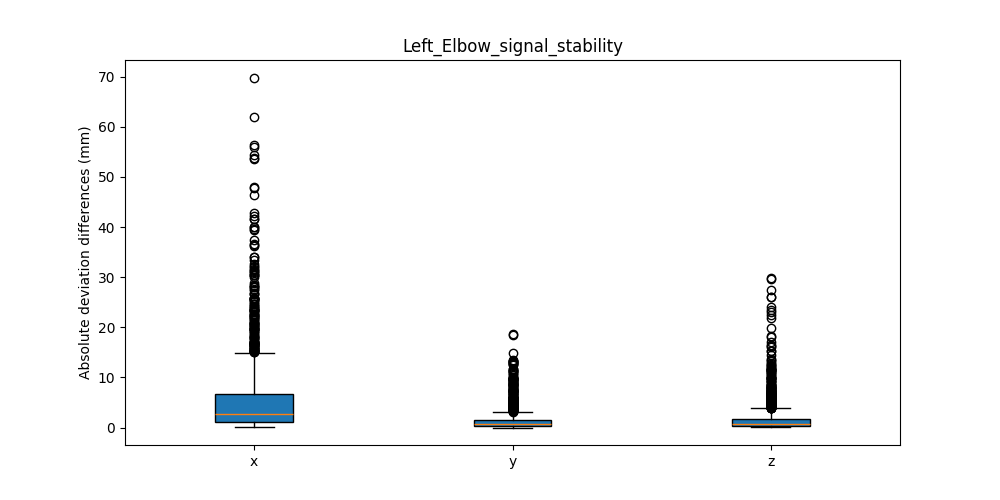 Left_Elbow_signal_stability
Absolute deviation differences (mm)
70
60
50
40
30
20
10
0
x
y
z